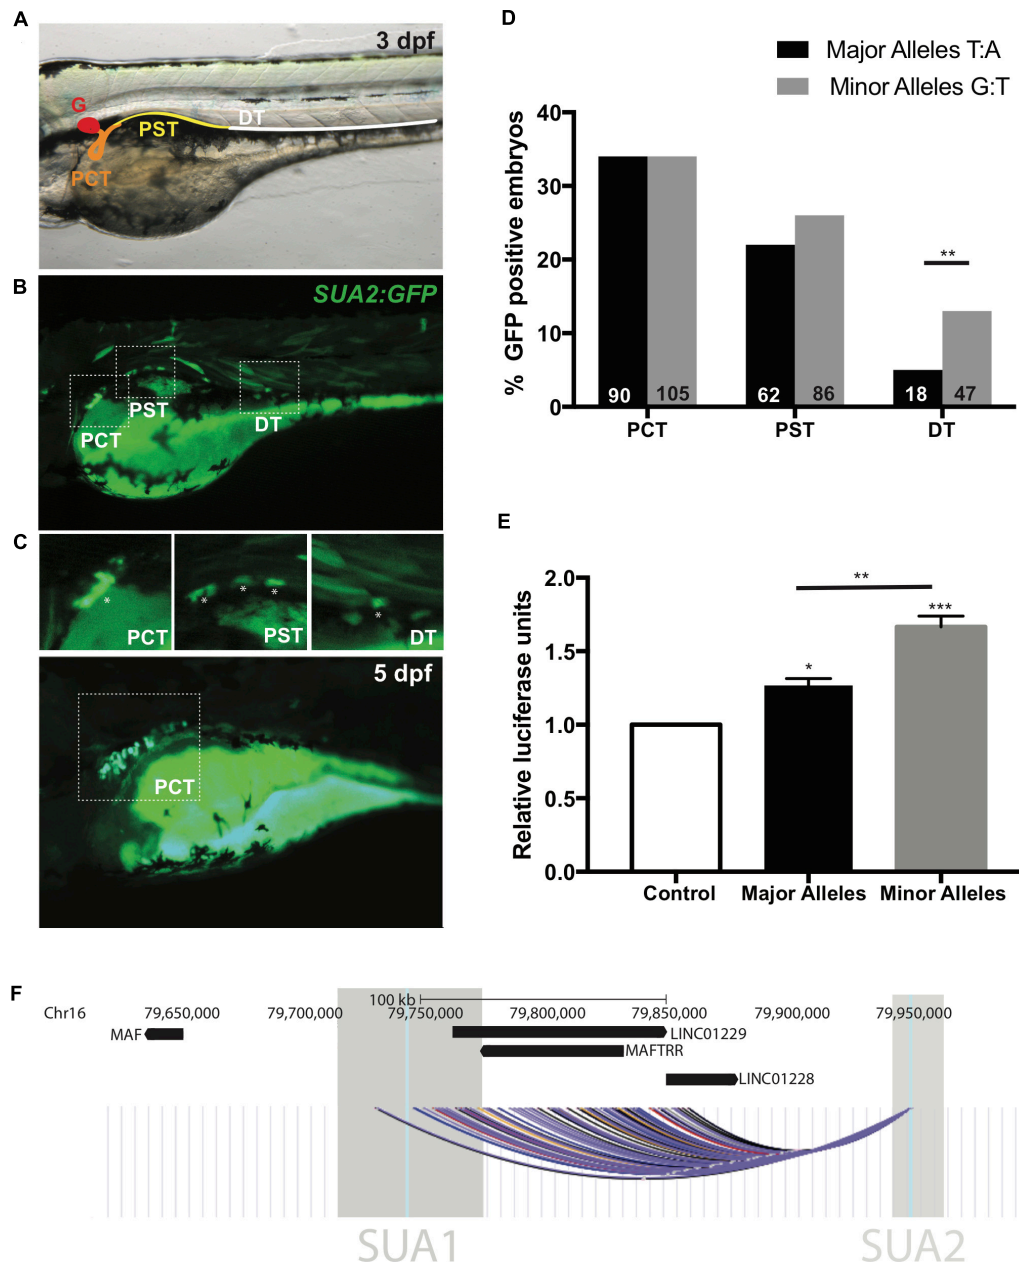 A
3 dpf
G
PST
DT
PCT
B
SUA2:GFP
PST
PCT
DT
C
PCT
PST
DT
*
*
*
*
*
5 dpf
PCT
D
Major Alleles T:A
Minor Alleles G:T
% GFP positive embryos
40
30
20
10
0
**
90 105 62 86 18 47
PCT PST DT
E
Relative luciferase units
2.0
1.5
1.0
0.5
0.0
**
***
*
Control Major Alleles Minor Alleles
F
100 kb
Chr16 79,650,000 79,700,000 79,750,000 79,800,000 79,850,000 79,900,000 79,950,000
MAF
LINC01229
MAFTRR
LINC01228
SUA1 SUA2